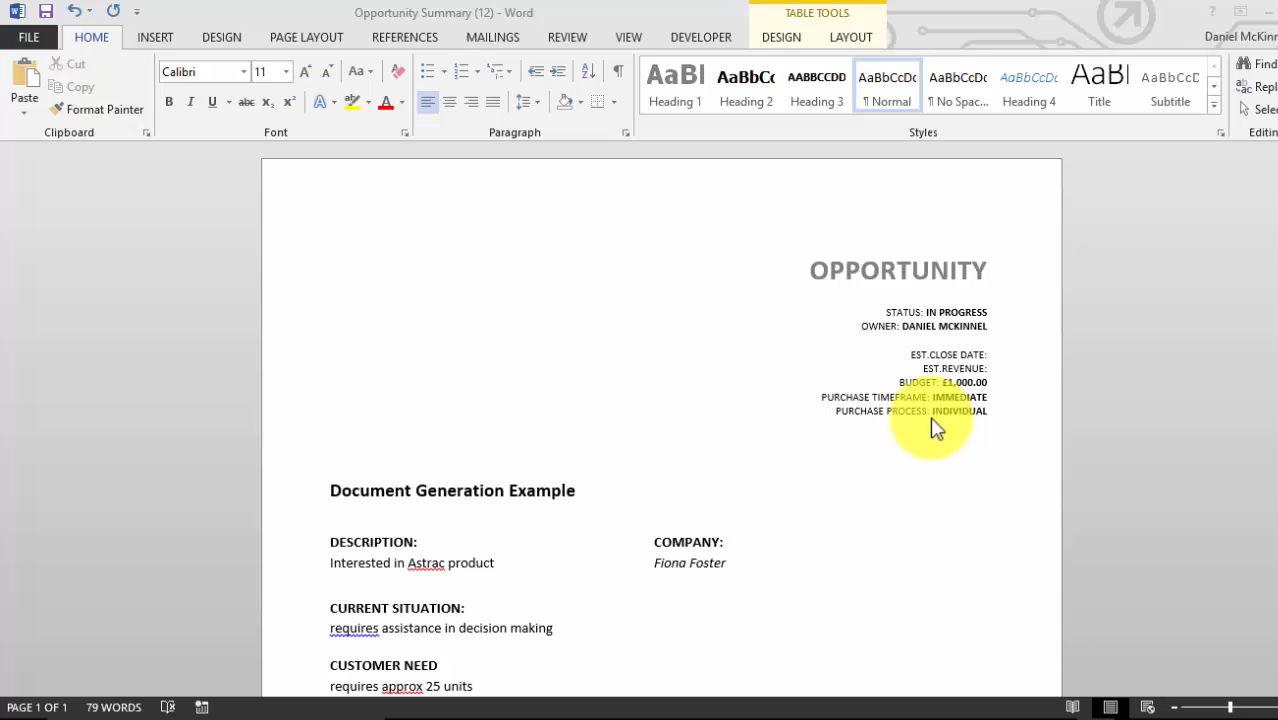 Opportunity Summary (12) - Word
TABLE TOOLS
FILE HOME INSERT DESIGN PAGE LAYOUT REFERENCES MAILINGS REVIEW VIEW DEVELOPER DESIGN LAYOUT Daniel McKinn
Cut
Copy
Format Painter
Paste
Clipboard
Calibri 11
Font
Paragraph
AaBl AaBbCc AABBCCDD AaBbCcDc AaBbCcDc AaBbCcDc AaBl AaBbCcD
Heading 1 Heading 2 Heading 3 ¶ Normal ¶ No Spac... Heading 4 Title Subtitle
Styles
Find
Repl
Selec
Editin
OPPORTUNITY
STATUS: IN PROGRESS
OWNER: DANIEL MCKINNEL
EST.CLOSE DATE:
EST.REVENUE:
BUDGET: £1,000.00
PURCHASE TIMEFRAME: IMMEDIATE
PURCHASE PROCESS: INDIVIDUAL
Document Generation Example
DESCRIPTION: COMPANY:
Interested in Astrac product Fiona Foster
CURRENT SITUATION:
requires assistance in decision making
CUSTOMER NEED
requires approx 25 units
PAGE 1 OF 1 79 WORDS